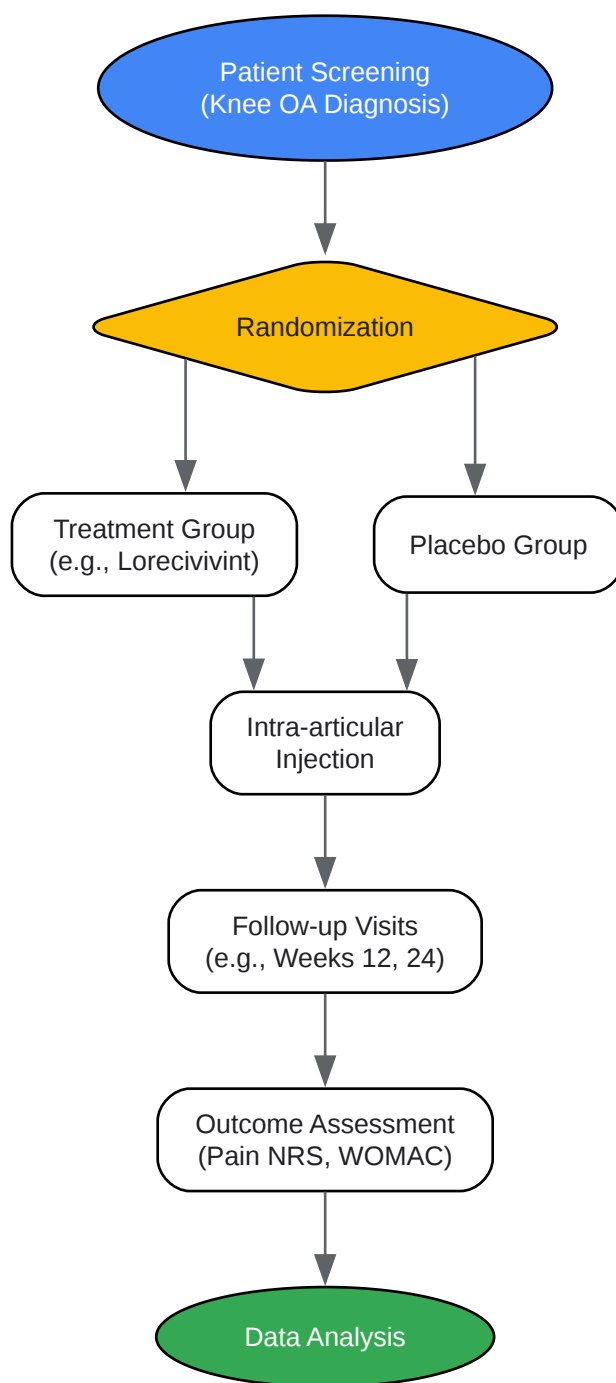 Patient Screening
(Knee OA Diagnosis)
Randomization
Treatment Group
(e.g., Lorecivivint)
Placebo Group
Intra-articular
Injection
Follow-up Visits
(e.g., Weeks 12, 24)
Outcome Assessment
(Pain NRS, WOMAC)
Data Analysis